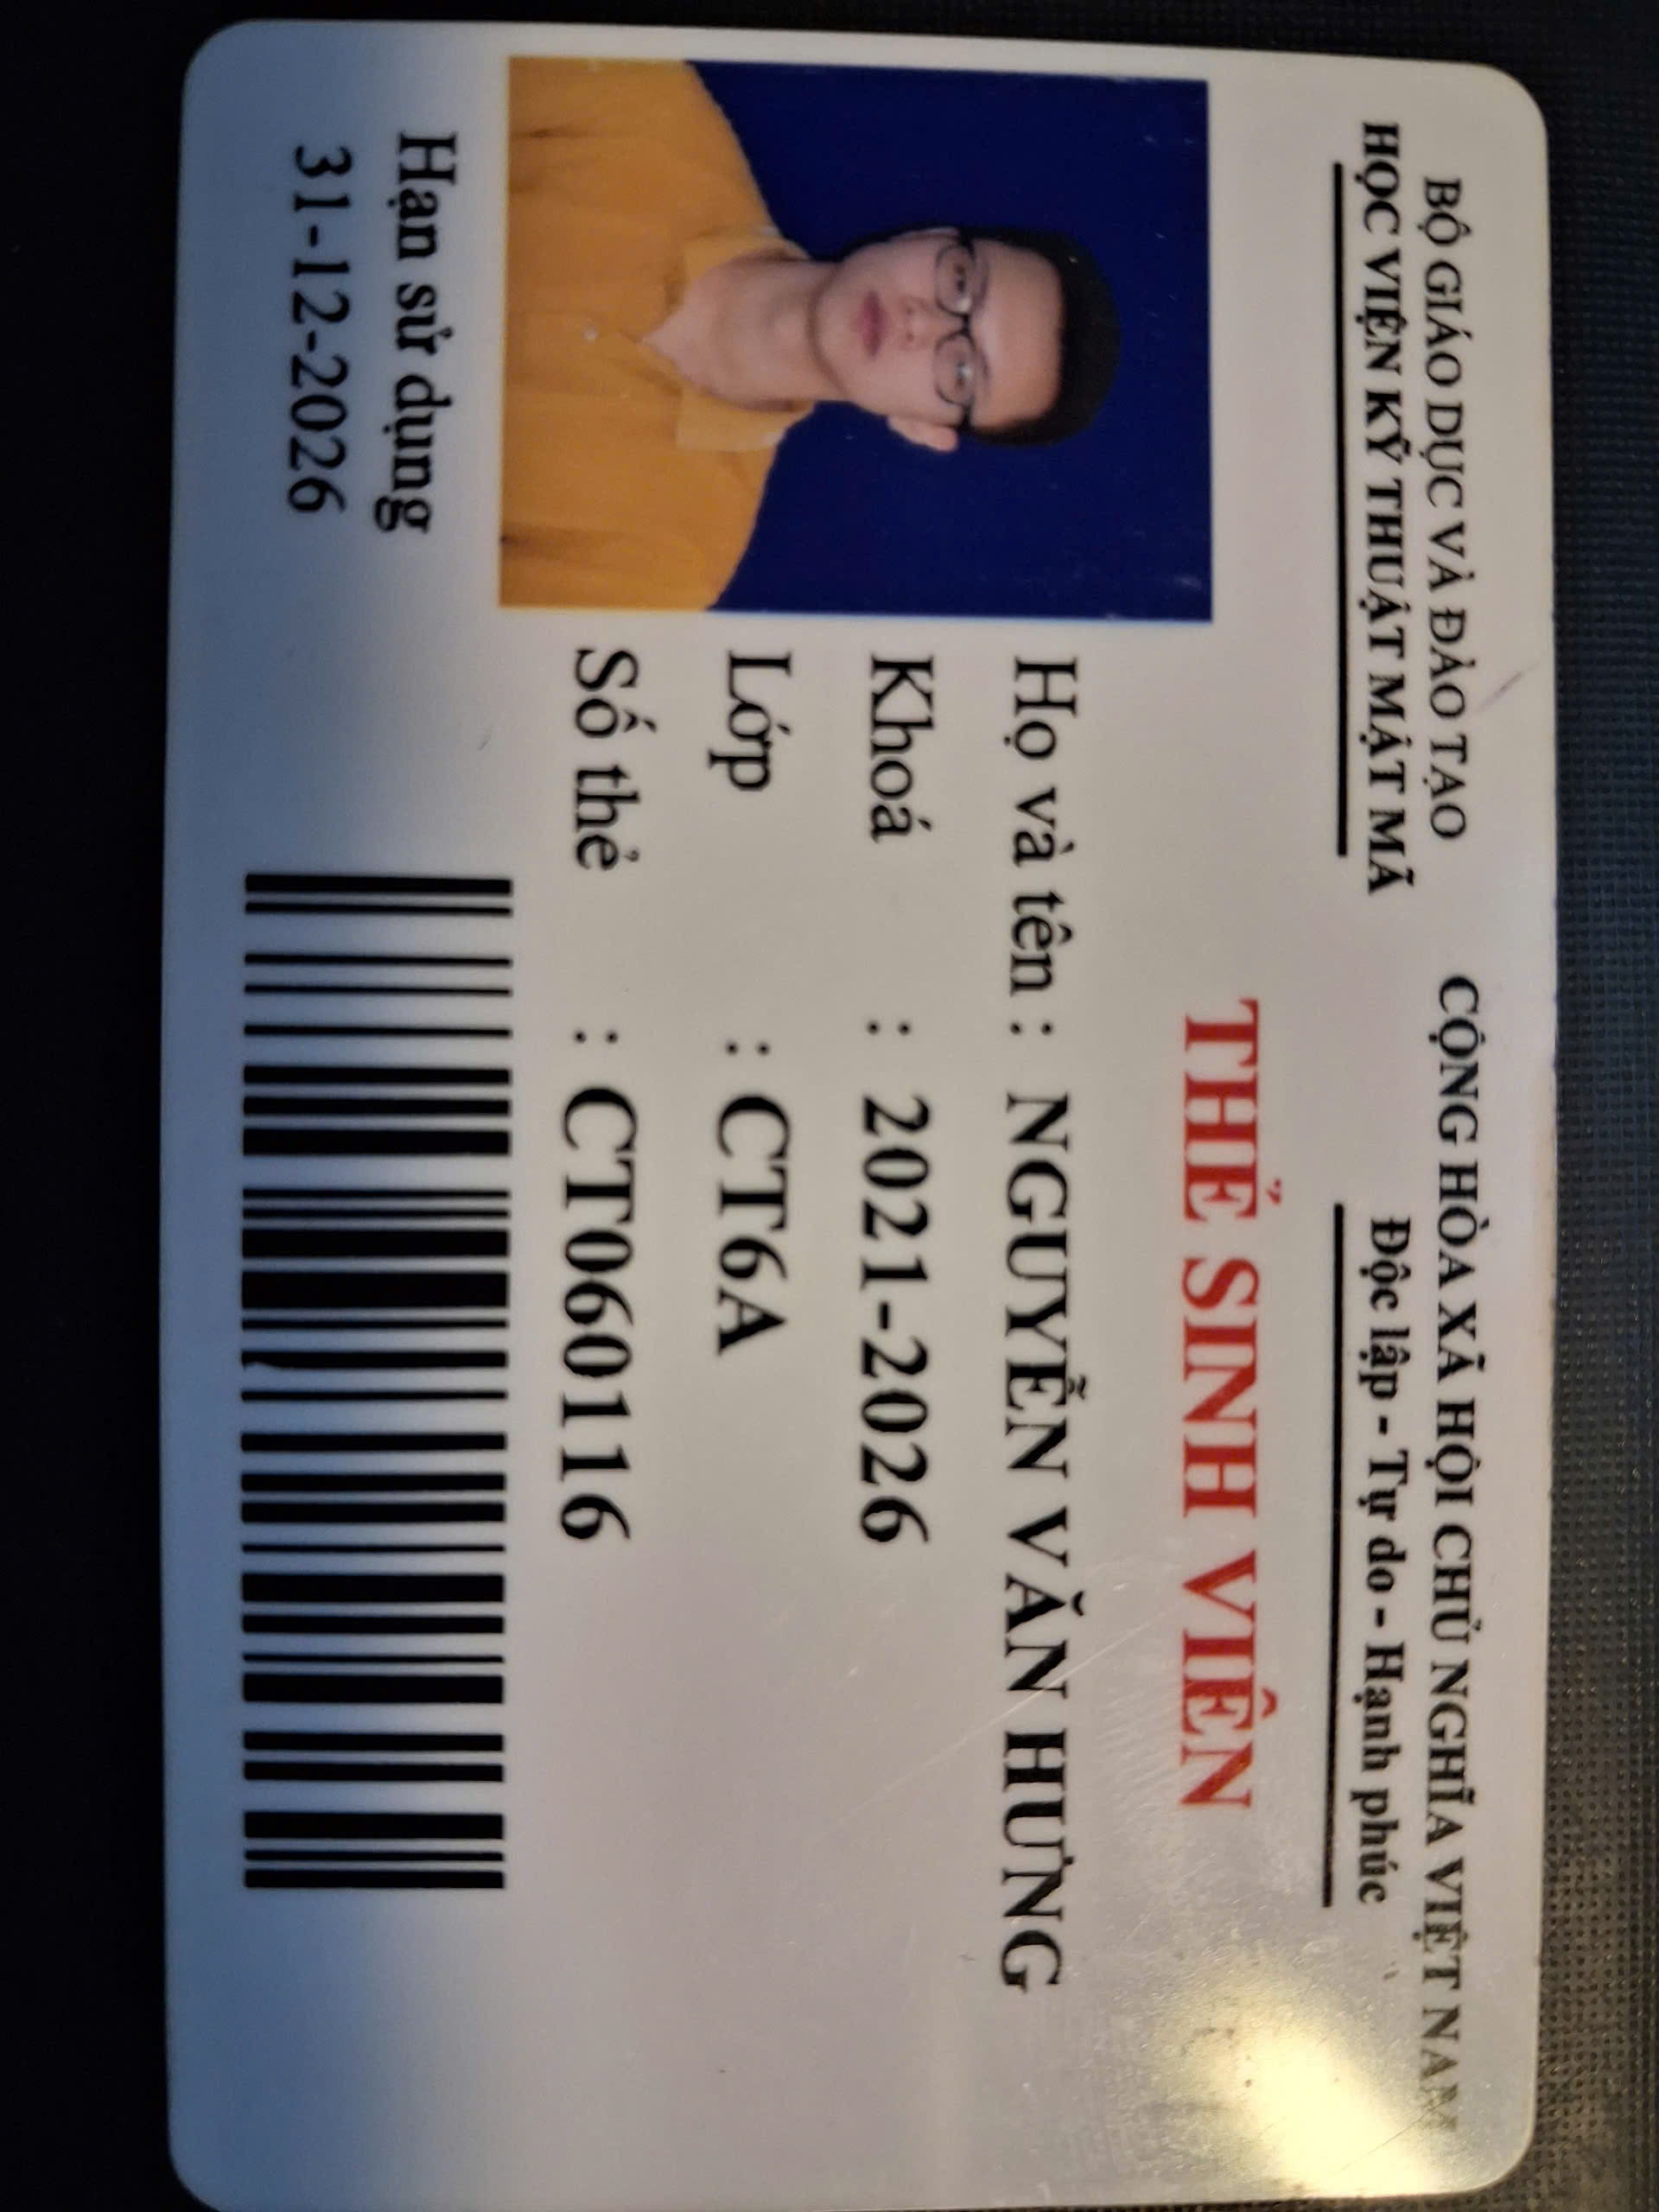 BỘ GIÁO DỤC VÀ ĐÀO TẠO
HỌC VIỆN KỸ THUẬT MẬT MÃ
CỘNG HÒA XÃ HỘI CHỦ NGHĨA VIỆT NAM
Độc lập - Tự do - Hạnh phúc
THẺ SINH VIÊN
Họ và tên : NGUYỄN VĂN HƯNG
Khoá : 2021-2026
Lớp : CT6A
Số thẻ : CT060116
Hạn sử dụng
31-12-2026